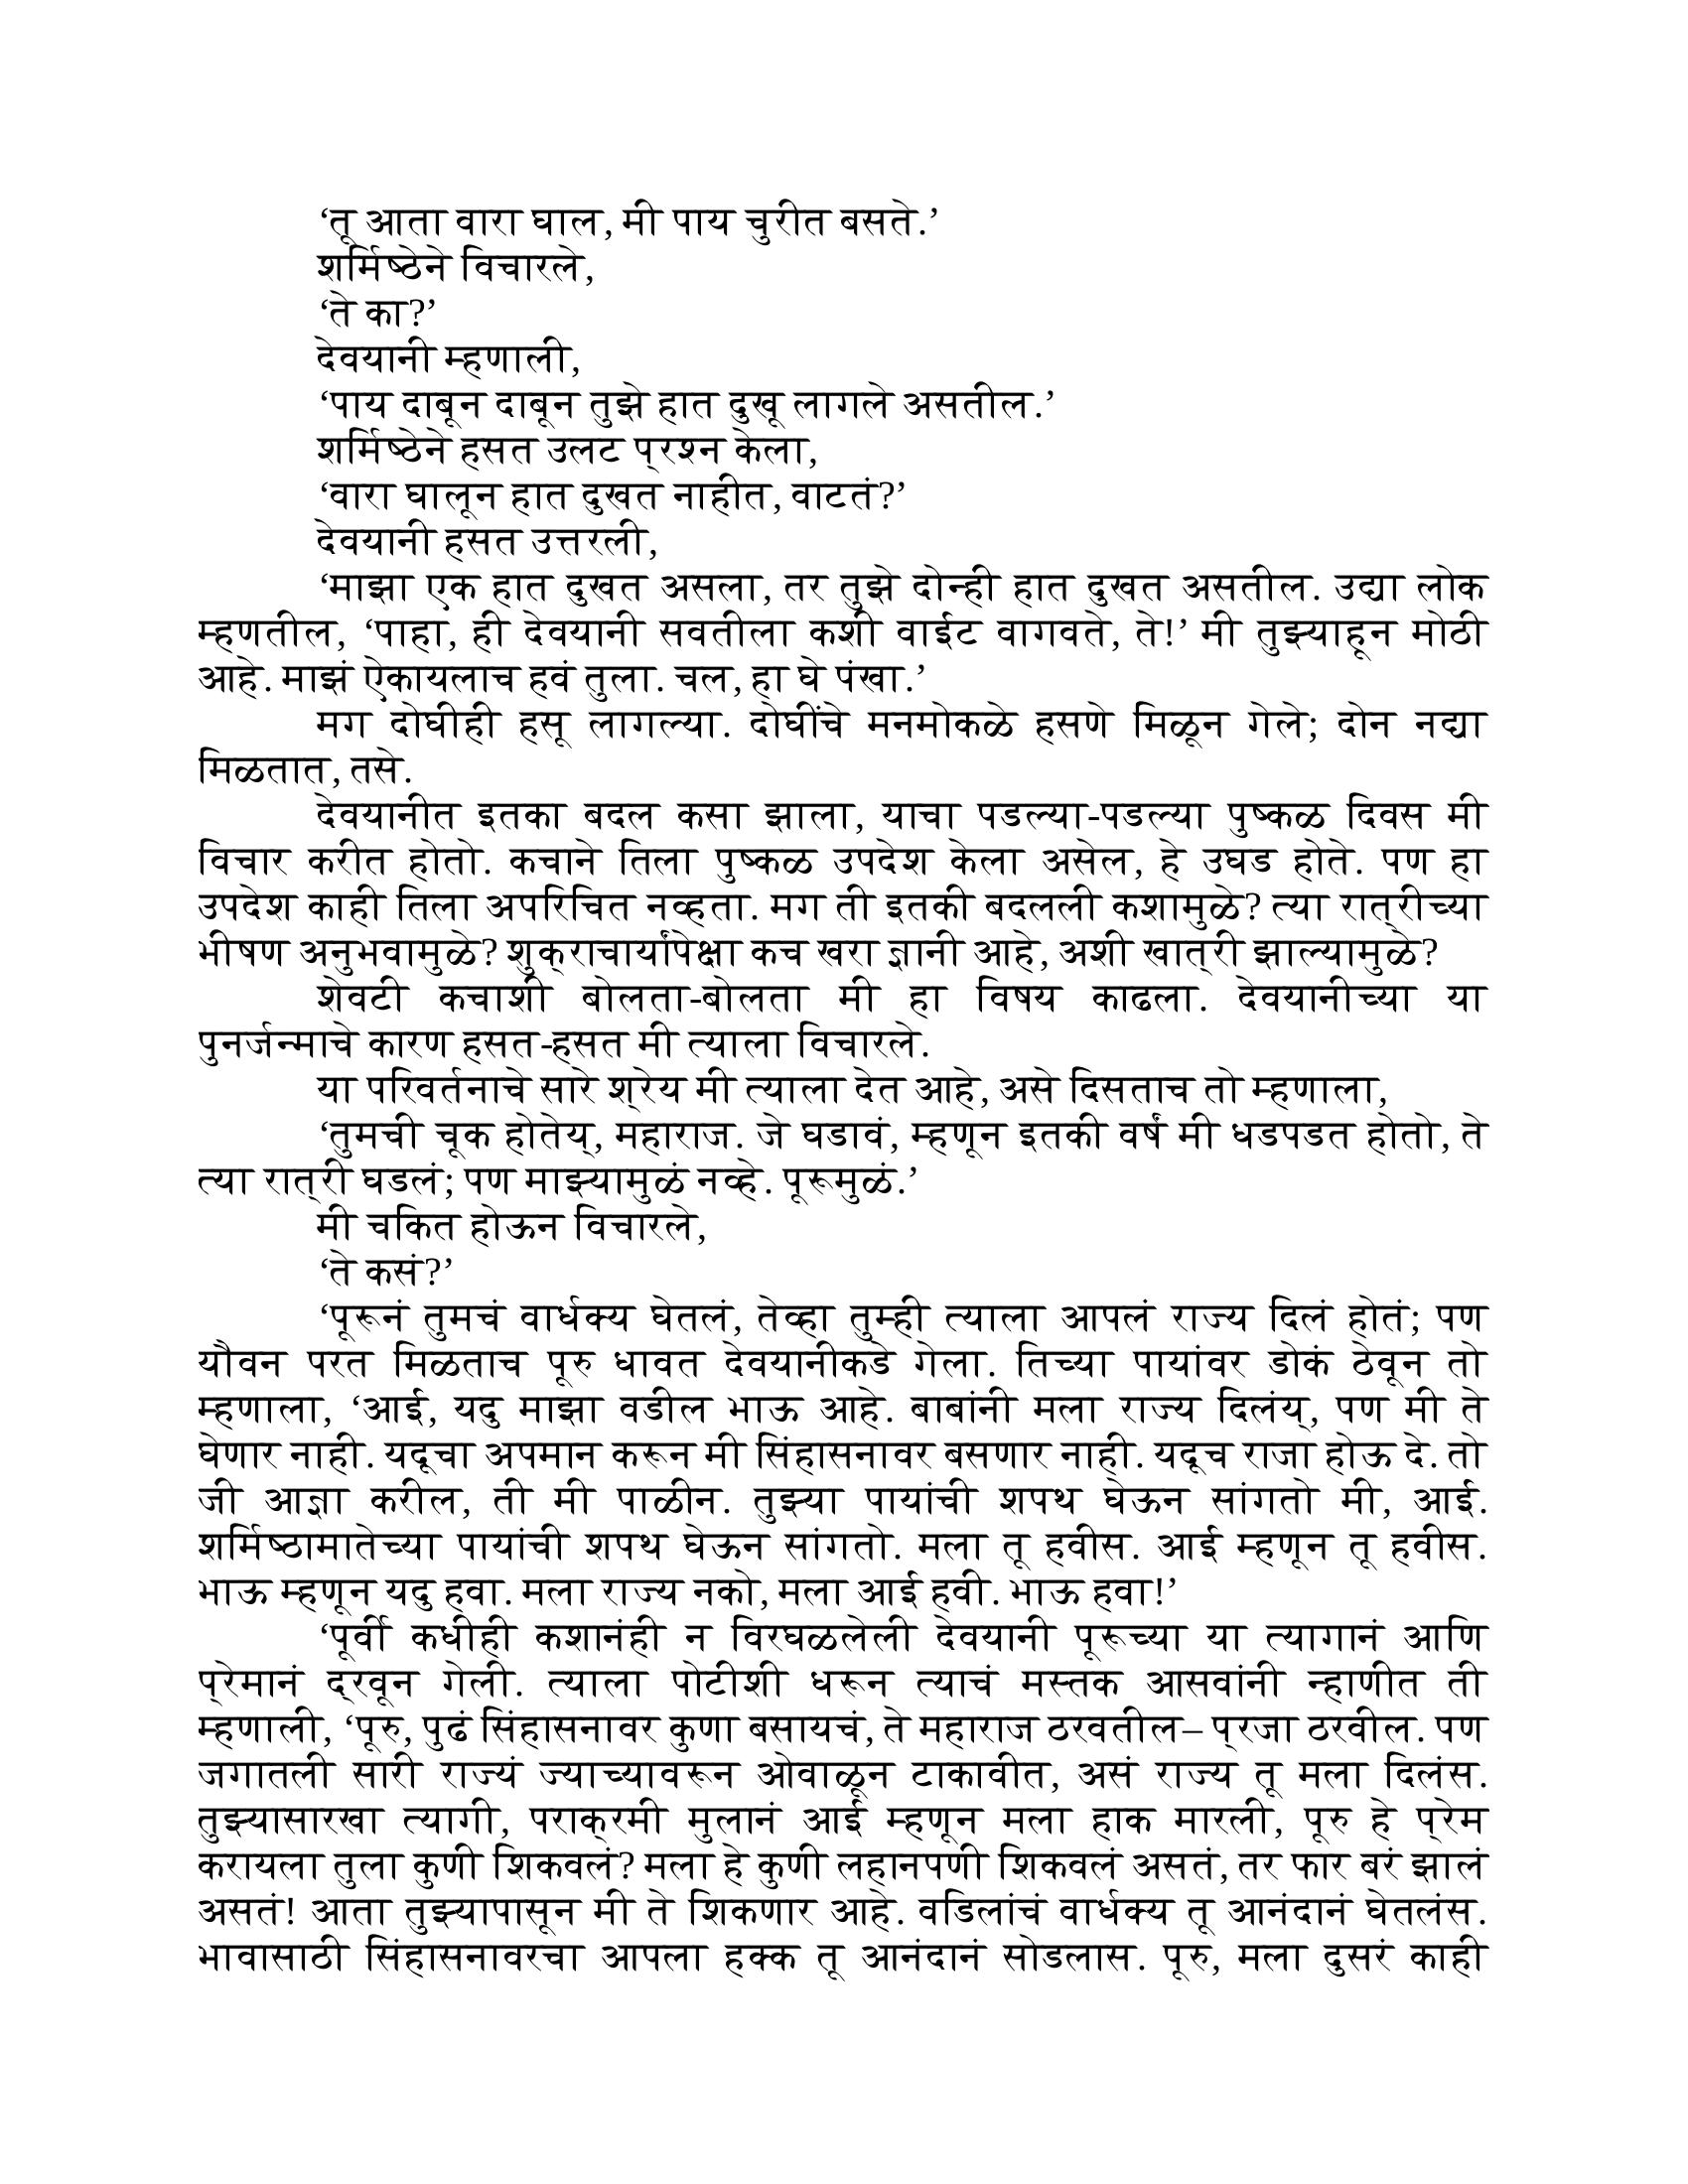 ‘तू आता वारा घाल, मी पाय चुरीत बसते.’
शर्मिष्ठेने विचारले,
‘ते का?’
देवयानी म्हणाली,
‘पाय दाबून दाबून तुझे हात दुखू लागले असतील.’
शर्मिष्ठेने हसत उलट प्रश्न केला,
‘वारा घालून हात दुखत नाहीत, वाटतं?’
देवयानी हसत उत्तरली,
‘माझा एक हात दुखत असला, तर तुझे दोन्ही हात दुखत असतील. उद्या लोक
म्हणतील, ‘पाहा, ही देवयानी सवतीला कशी वाईट वागवते, ते!’ मी तुझ्याहून मोठी
आहे. माझं ऐकायलाच हवं तुला. चल, हा घे पंखा.’
मग दोघीही हसू लागल्या. दोघींचे मनमोकळे हसणे मिळून गेले; दोन नद्या
मिळतात, तसे.
देवयानीत इतका बदल कसा झाला, याचा पडल्या-पडल्या पुष्कळ दिवस मी
विचार करीत होतो. कचाने तिला पुष्कळ उपदेश केला असेल, हे उघड होते. पण हा
उपदेश काही तिला अपरिचित नव्हता. मग ती इतकी बदलली कशामुळे? त्या रात्रीच्या
भीषण अनुभवामुळे? शुक्राचार्यांपेक्षा कच खरा ज्ञानी आहे, अशी खात्री झाल्यामुळे?
शेवटी कचाशी बोलता-बोलता मी हा विषय काढला. देवयानीच्या या
पुनर्जन्माचे कारण हसत-हसत मी त्याला विचारले.
या परिवर्तनाचे सारे श्रेय मी त्याला देत आहे, असे दिसताच तो म्हणाला,
‘तुमची चूक होतेय्, महाराज. जे घडावं, म्हणून इतकी वर्षं मी धडपडत होतो, ते
त्या रात्री घडलं; पण माझ्यामुळं नव्हे. पूरूमुळं.’
मी चकित होऊन विचारले,
‘ते कसं?’
‘पूरूनं तुमचं वार्धक्य घेतलं, तेव्हा तुम्ही त्याला आपलं राज्य दिलं होतं; पण
यौवन परत मिळताच पूरु धावत देवयानीकडे गेला. तिच्या पायांवर डोकं ठेवून तो
म्हणाला, ‘आई, यदु माझा वडील भाऊ आहे. बाबांनी मला राज्य दिलंय्, पण मी ते
घेणार नाही. यदूचा अपमान करून मी सिंहासनावर बसणार नाही. यदूच राजा होऊ दे. तो
जी आज्ञा करील, ती मी पाळीन. तुझ्या पायांची शपथ घेऊन सांगतो मी, आई.
शर्मिष्ठामातेच्या पायांची शपथ घेऊन सांगतो. मला तू हवीस. आई म्हणून तू हवीस.
भाऊ म्हणून यदु हवा. मला राज्य नको, मला आई हवी. भाऊ हवा!’
‘पूर्वी कधीही कशानंही न विरघळलेली देवयानी पूरूच्या या त्यागानं आणि
प्रेमानं द्रवून गेली. त्याला पोटीशी धरून त्याचं मस्तक आसवांनी न्हाणीत ती
म्हणाली, ‘पूरु, पुढं सिंहासनावर कुणा बसायचं, ते महाराज ठरवतील– प्रजा ठरवील. पण
जगातली सारी राज्यं ज्याच्यावरून ओवाळून टाकावीत, असं राज्य तू मला दिलंस.
तुझ्यासारखा त्यागी, पराक्रमी मुलानं आई म्हणून मला हाक मारली, पूरु हे प्रेम
करायला तुला कुणी शिकवलं? मला हे कुणी लहानपणी शिकवलं असतं, तर फार बरं झालं
असतं! आता तुझ्यापासून मी ते शिकणार आहे. वडिलांचं वार्धक्य तू आनंदानं घेतलंस.
भावासाठी सिंहासनावरचा आपला हक्क तू आनंदानं सोडलास. पूरु, मला दुसरं काही